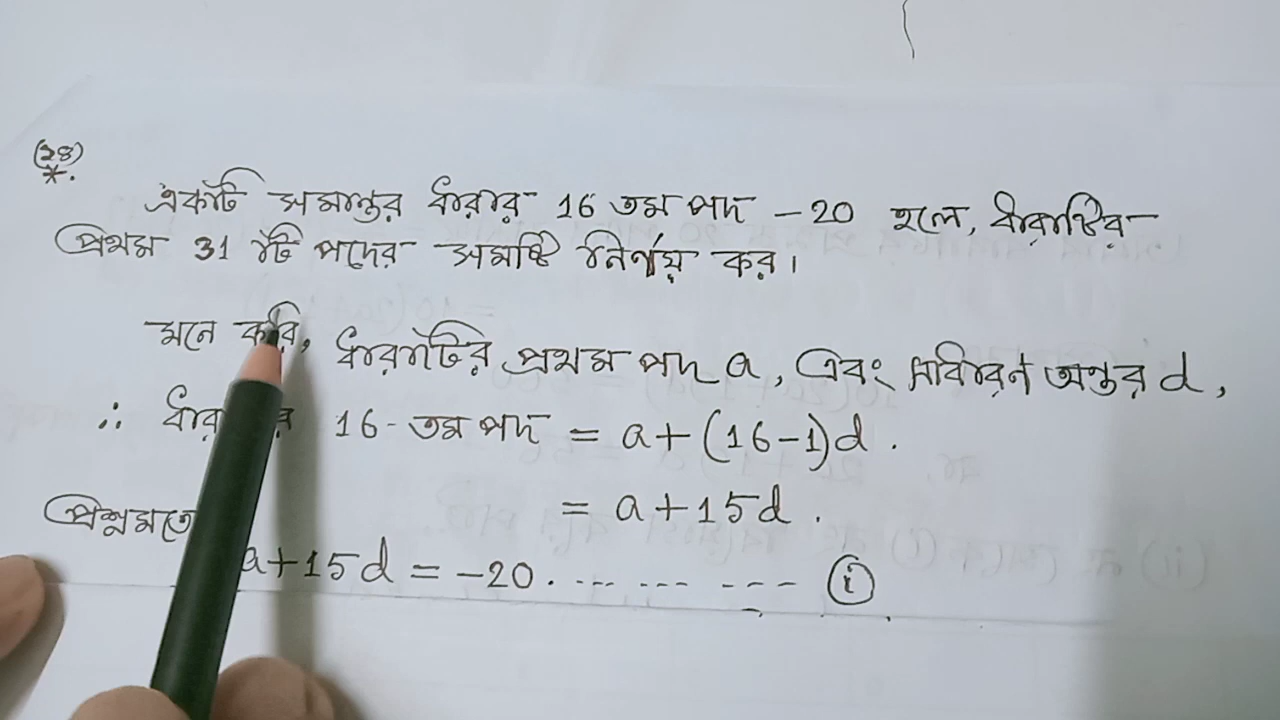 (28)
*.
একটি সমান্তর ধারার 16 তম পদ -20 হলে, ধারাটির
প্রথম 31 টি পদের সমষ্টি নির্ণয় কর।
মনে করি, ধারাটির প্রথম পদ a, এবং সাধারণ অন্তর d,
∴ 16-তম পদ = a+(16-1)d.
= a+15d.
প্রশ্নমতে
a+15d = -20. --- --- --- (i)